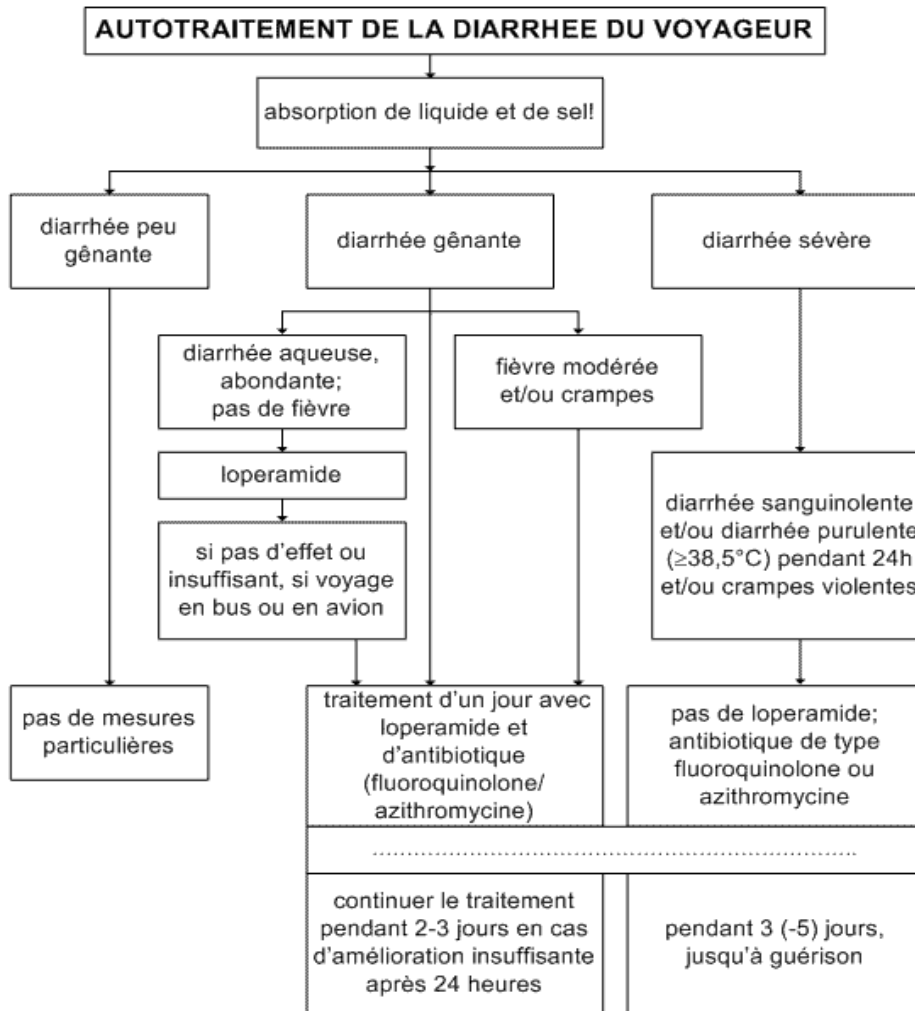 AUTOTRAITEMENT DE LA DIARRHEE DU VOYAGEUR
absorption de liquide et de sel!
diarrhée peu
gênante
diarrhée gênante
diarrhée sévère
diarrhée aqueuse,
abondante;
pas de fièvre
fièvre modérée
et/ou crampes
loperamide
si pas d'effet ou
insuffisant, si voyage
en bus ou en avion
diarrhée sanguinolente
et/ou diarrhée purulente
(≥38,5°C) pendant 24h
et/ou crampes violentes
pas de mesures
particulières
traitement d'un jour avec
loperamide et
d'antibiotique
(fluoroquinolone/
azithromycine)
pas de loperamide;
antibiotique de type
fluoroquinolone ou
azithromycine
continuer le traitement
pendant 2-3 jours en cas
d'amélioration insuffisante
après 24 heures
pendant 3 (-5) jours,
jusqu'à guérison